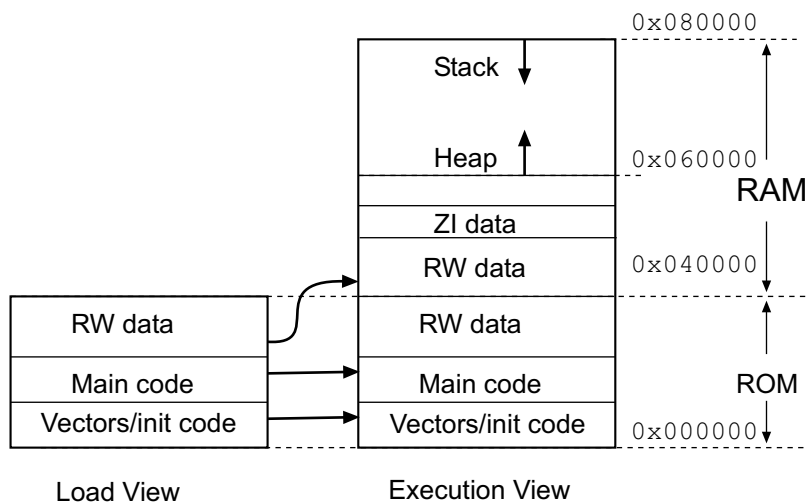 0x080000
Stack
Heap
0x060000
RAM
ZI data
RW data
0x040000
RW data
RW data
Main code
Main code
ROM
Vectors/init code
Vectors/init code
0x000000
Load View
Execution View